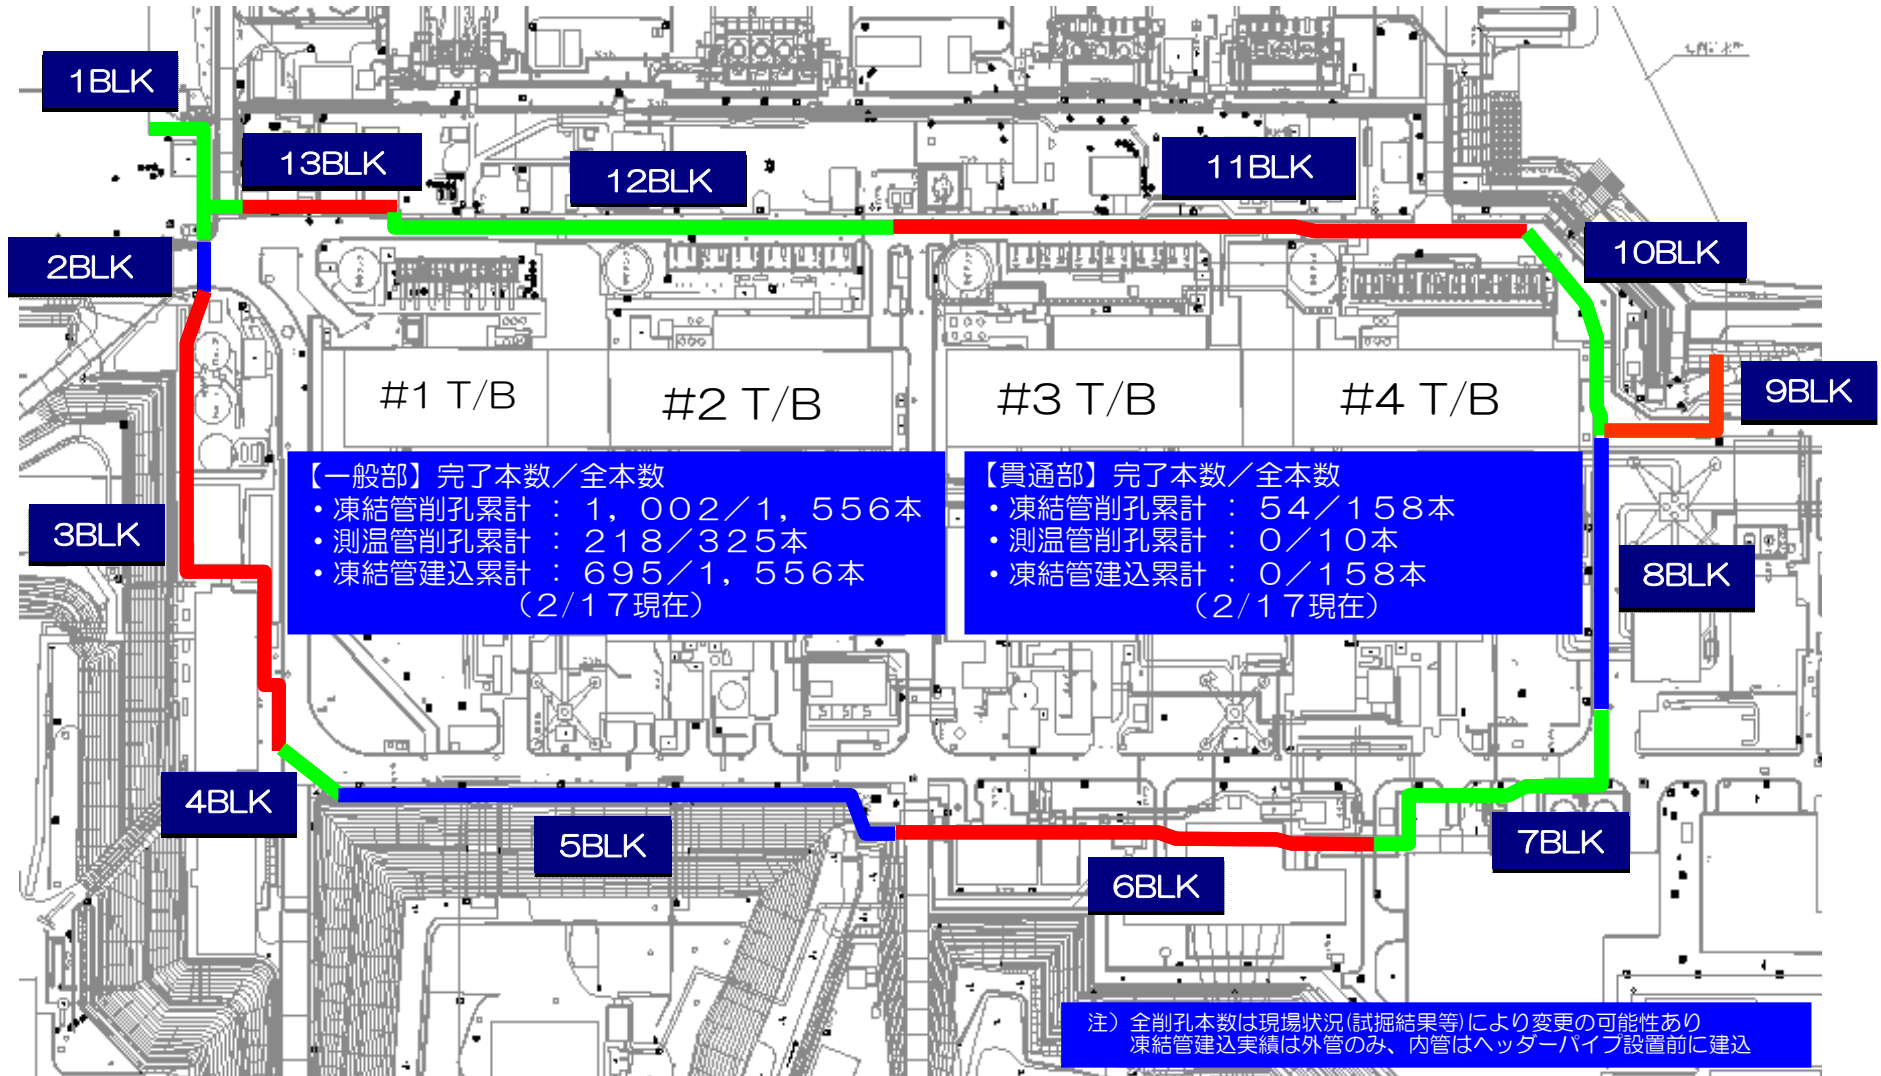 1BLK
13BLK
12BLK
11BLK
2BLK
10BLK
9BLK
#1 T/B
#2 T/B
#3 T/B
#4 T/B
【一般部】完了本数／全本数
・凍結管削孔累計 ： １，００２／１，５５６本
・測温管削孔累計 ： ２１８／３２５本
・凍結管建込累計 ： ６９５／１，５５６本
（２/１７現在）
【貫通部】完了本数／全本数
・凍結管削孔累計 ： ５４／１５８本
・測温管削孔累計 ： ０／１０本
・凍結管建込累計 ： ０／１５８本
（２/１７現在）
3BLK
8BLK
4BLK
5BLK
7BLK
6BLK
注）全削孔本数は現場状況(試掘結果等)により変更の可能性あり
凍結管建込実績は外管のみ、内管はヘッダーパイプ設置前に建込